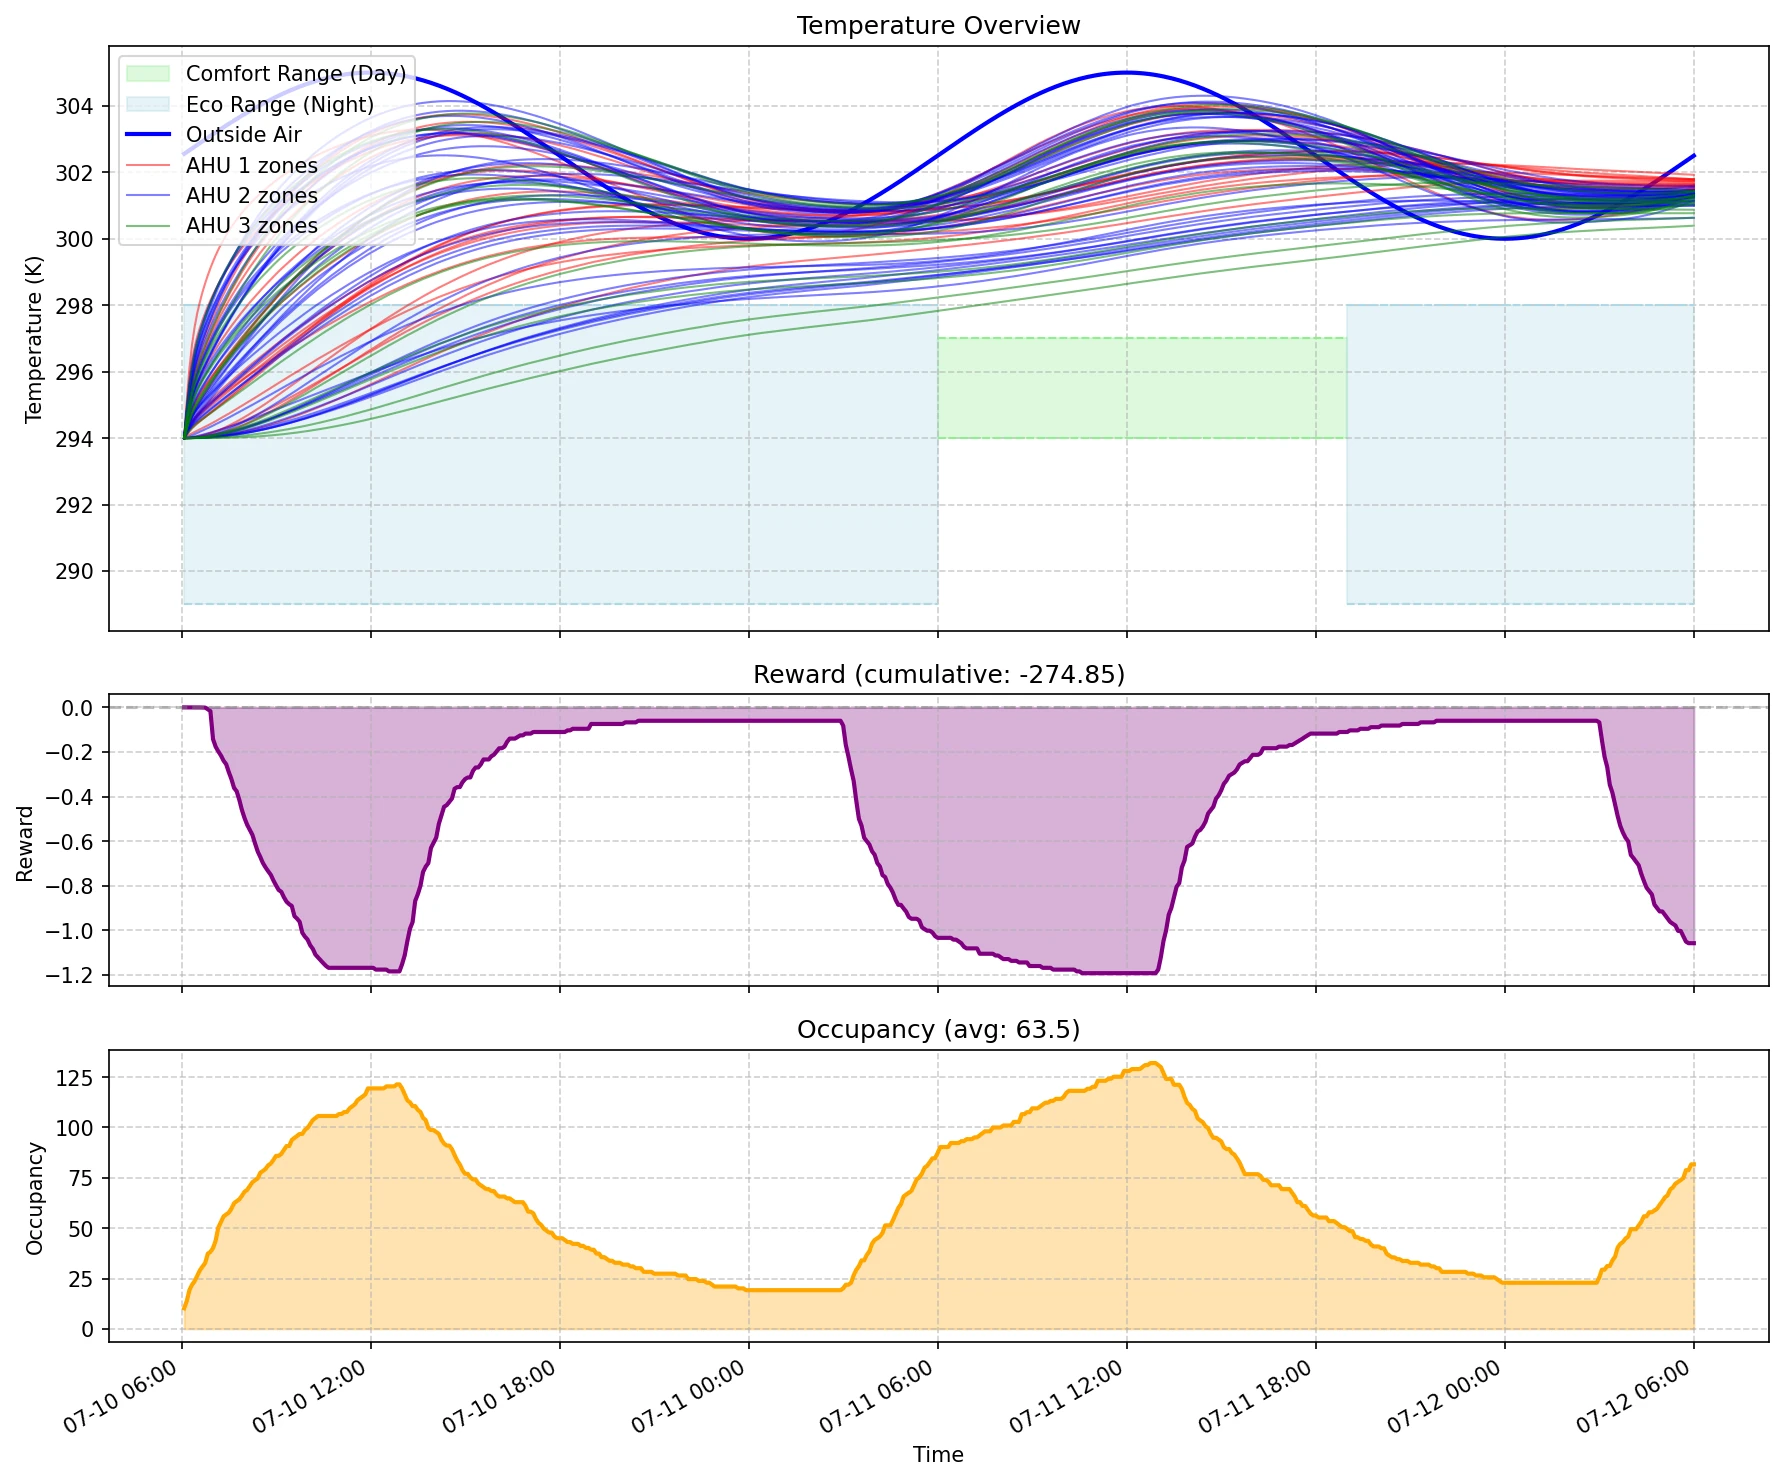 Temperature Overview
Comfort Range (Day)
Eco Range (Night)
Outside Air
AHU 1 zones
AHU 2 zones
AHU 3 zones
304
302
300
298
296
294
292
290
Temperature (K)
Reward (cumulative: -274.85)
0.0
−0.2
−0.4
−0.6
−0.8
−1.0
−1.2
Reward
Occupancy (avg: 63.5)
125
100
75
50
25
0
Occupancy
07-10 06:00
07-10 12:00
07-10 18:00
07-11 00:00
07-11 06:00
07-11 12:00
07-11 18:00
07-12 00:00
07-12 06:00
Time